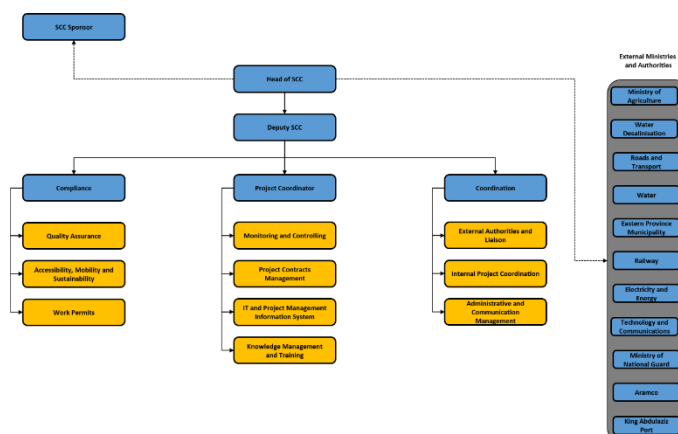 SCC Sponsor
External Ministries
and Authorities
Head of SCC
Ministry of
Agriculture
Deputy SCC
Water
Desalinisation
Roads and
Transport
Compliance
Project Coordinator
Coordination
Water
Quality Assurance
Monitoring and Controlling
External Authorities and
Liaison
Eastern Province
Municipality
Accessibility, Mobility and
Sustainability
Project Contracts
Management
Internal Project Coordination
Railway
Work Permits
IT and Project Management
Information System
Administrative and
Communication
Management
Electricity and
Energy
Technology and
Communications
Knowledge Management
and Training
Ministry of
National Guard
Aramco
King Abdulaziz
Port